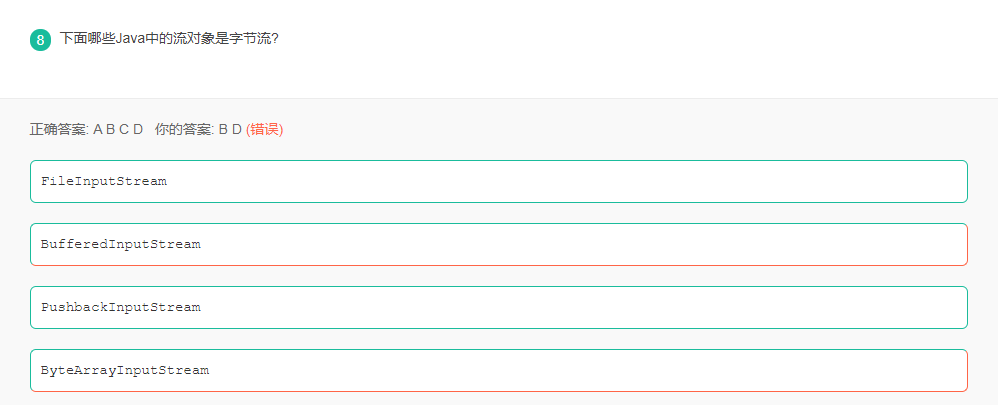 8 下面哪些Java中的流对象是字节流?
正确答案: A B C D 你的答案: B D (错误)
FileInputStream
BufferedInputStream
PushbackInputStream
ByteArrayInputStream